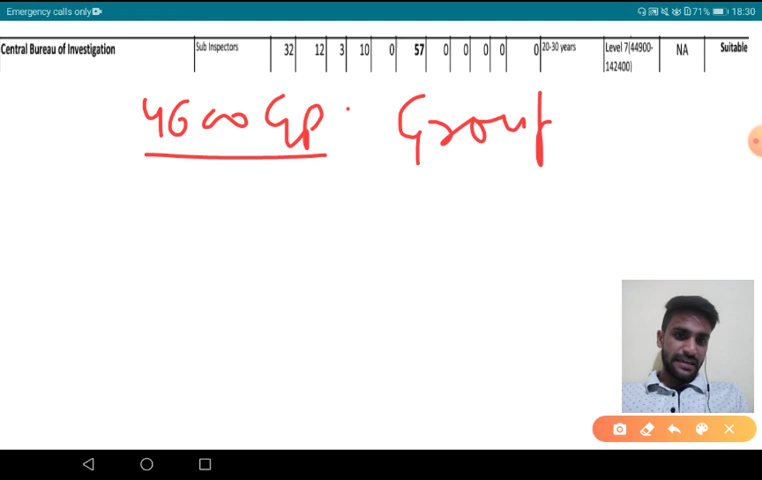 Emergency calls only 71% 18:30
Central Bureau of Investigation Sub Inspectors 32 12 3 10 0 57 0 0 0 0 0 20-30 years Level 7(44900-142400) NA Suitable
4600 GP. Group